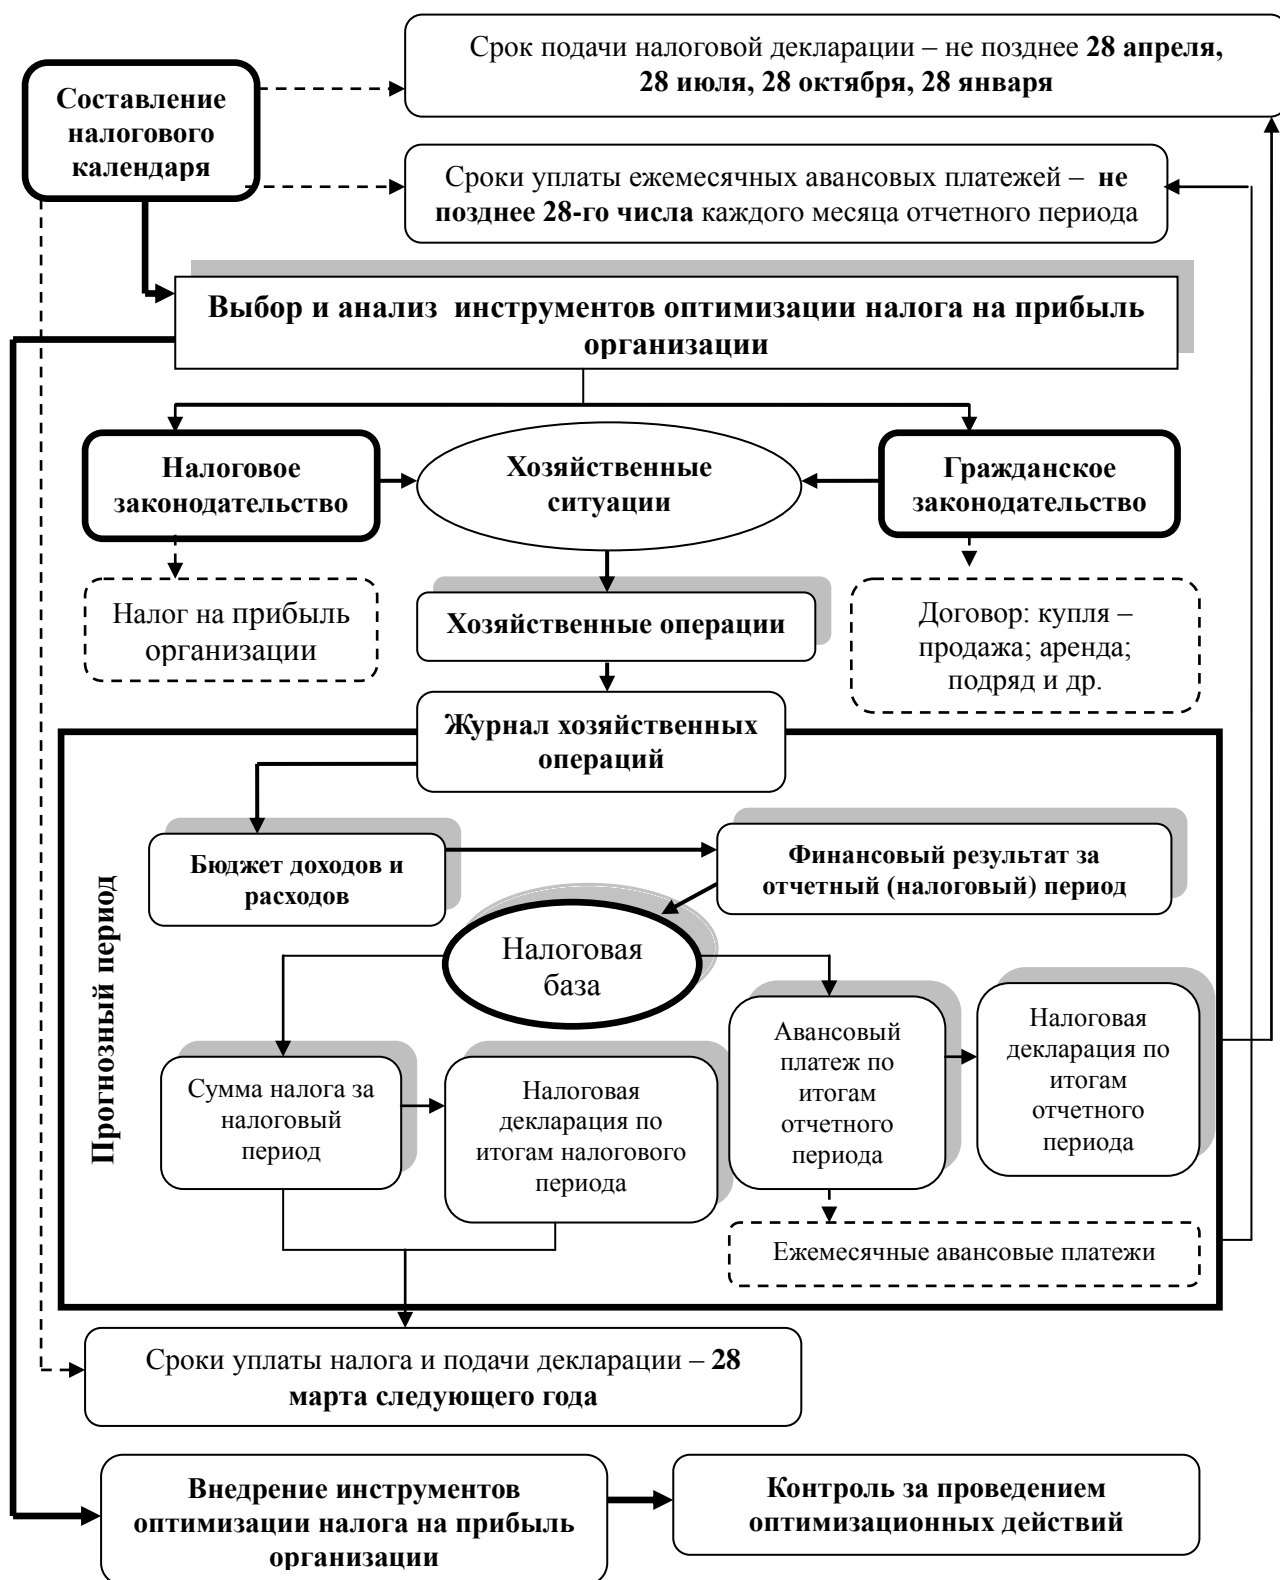 Срок подачи налоговой декларации – не позднее 28 апреля,
28 июля, 28 октября, 28 января
Составление
налогового
календаря
Сроки уплаты ежемесячных авансовых платежей – не
позднее 28-го числа каждого месяца отчетного периода
Выбор и анализ инструментов оптимизации налога на прибыль
организации
Налоговое
законодательство
Хозяйственные
ситуации
Гражданское
законодательство
Налог на прибыль
организации
Хозяйственные операции
Договор: купля –
продажа; аренда;
подряд и др.
Журнал хозяйственных
операций
Прогнозный период
Бюджет доходов и
расходов
Финансовый результат за
отчетный (налоговый) период
Налоговая
база
Сумма налога за
налоговый
период
Налоговая
декларация по
итогам налогового
периода
Авансовый
платеж по
итогам
отчетного
периода
Налоговая
декларация по
итогам
отчетного
периода
Ежемесячные авансовые платежи
Сроки уплаты налога и подачи декларации – 28
марта следующего года
Внедрение инструментов
оптимизации налога на прибыль
организации
Контроль за проведением
оптимизационных действий